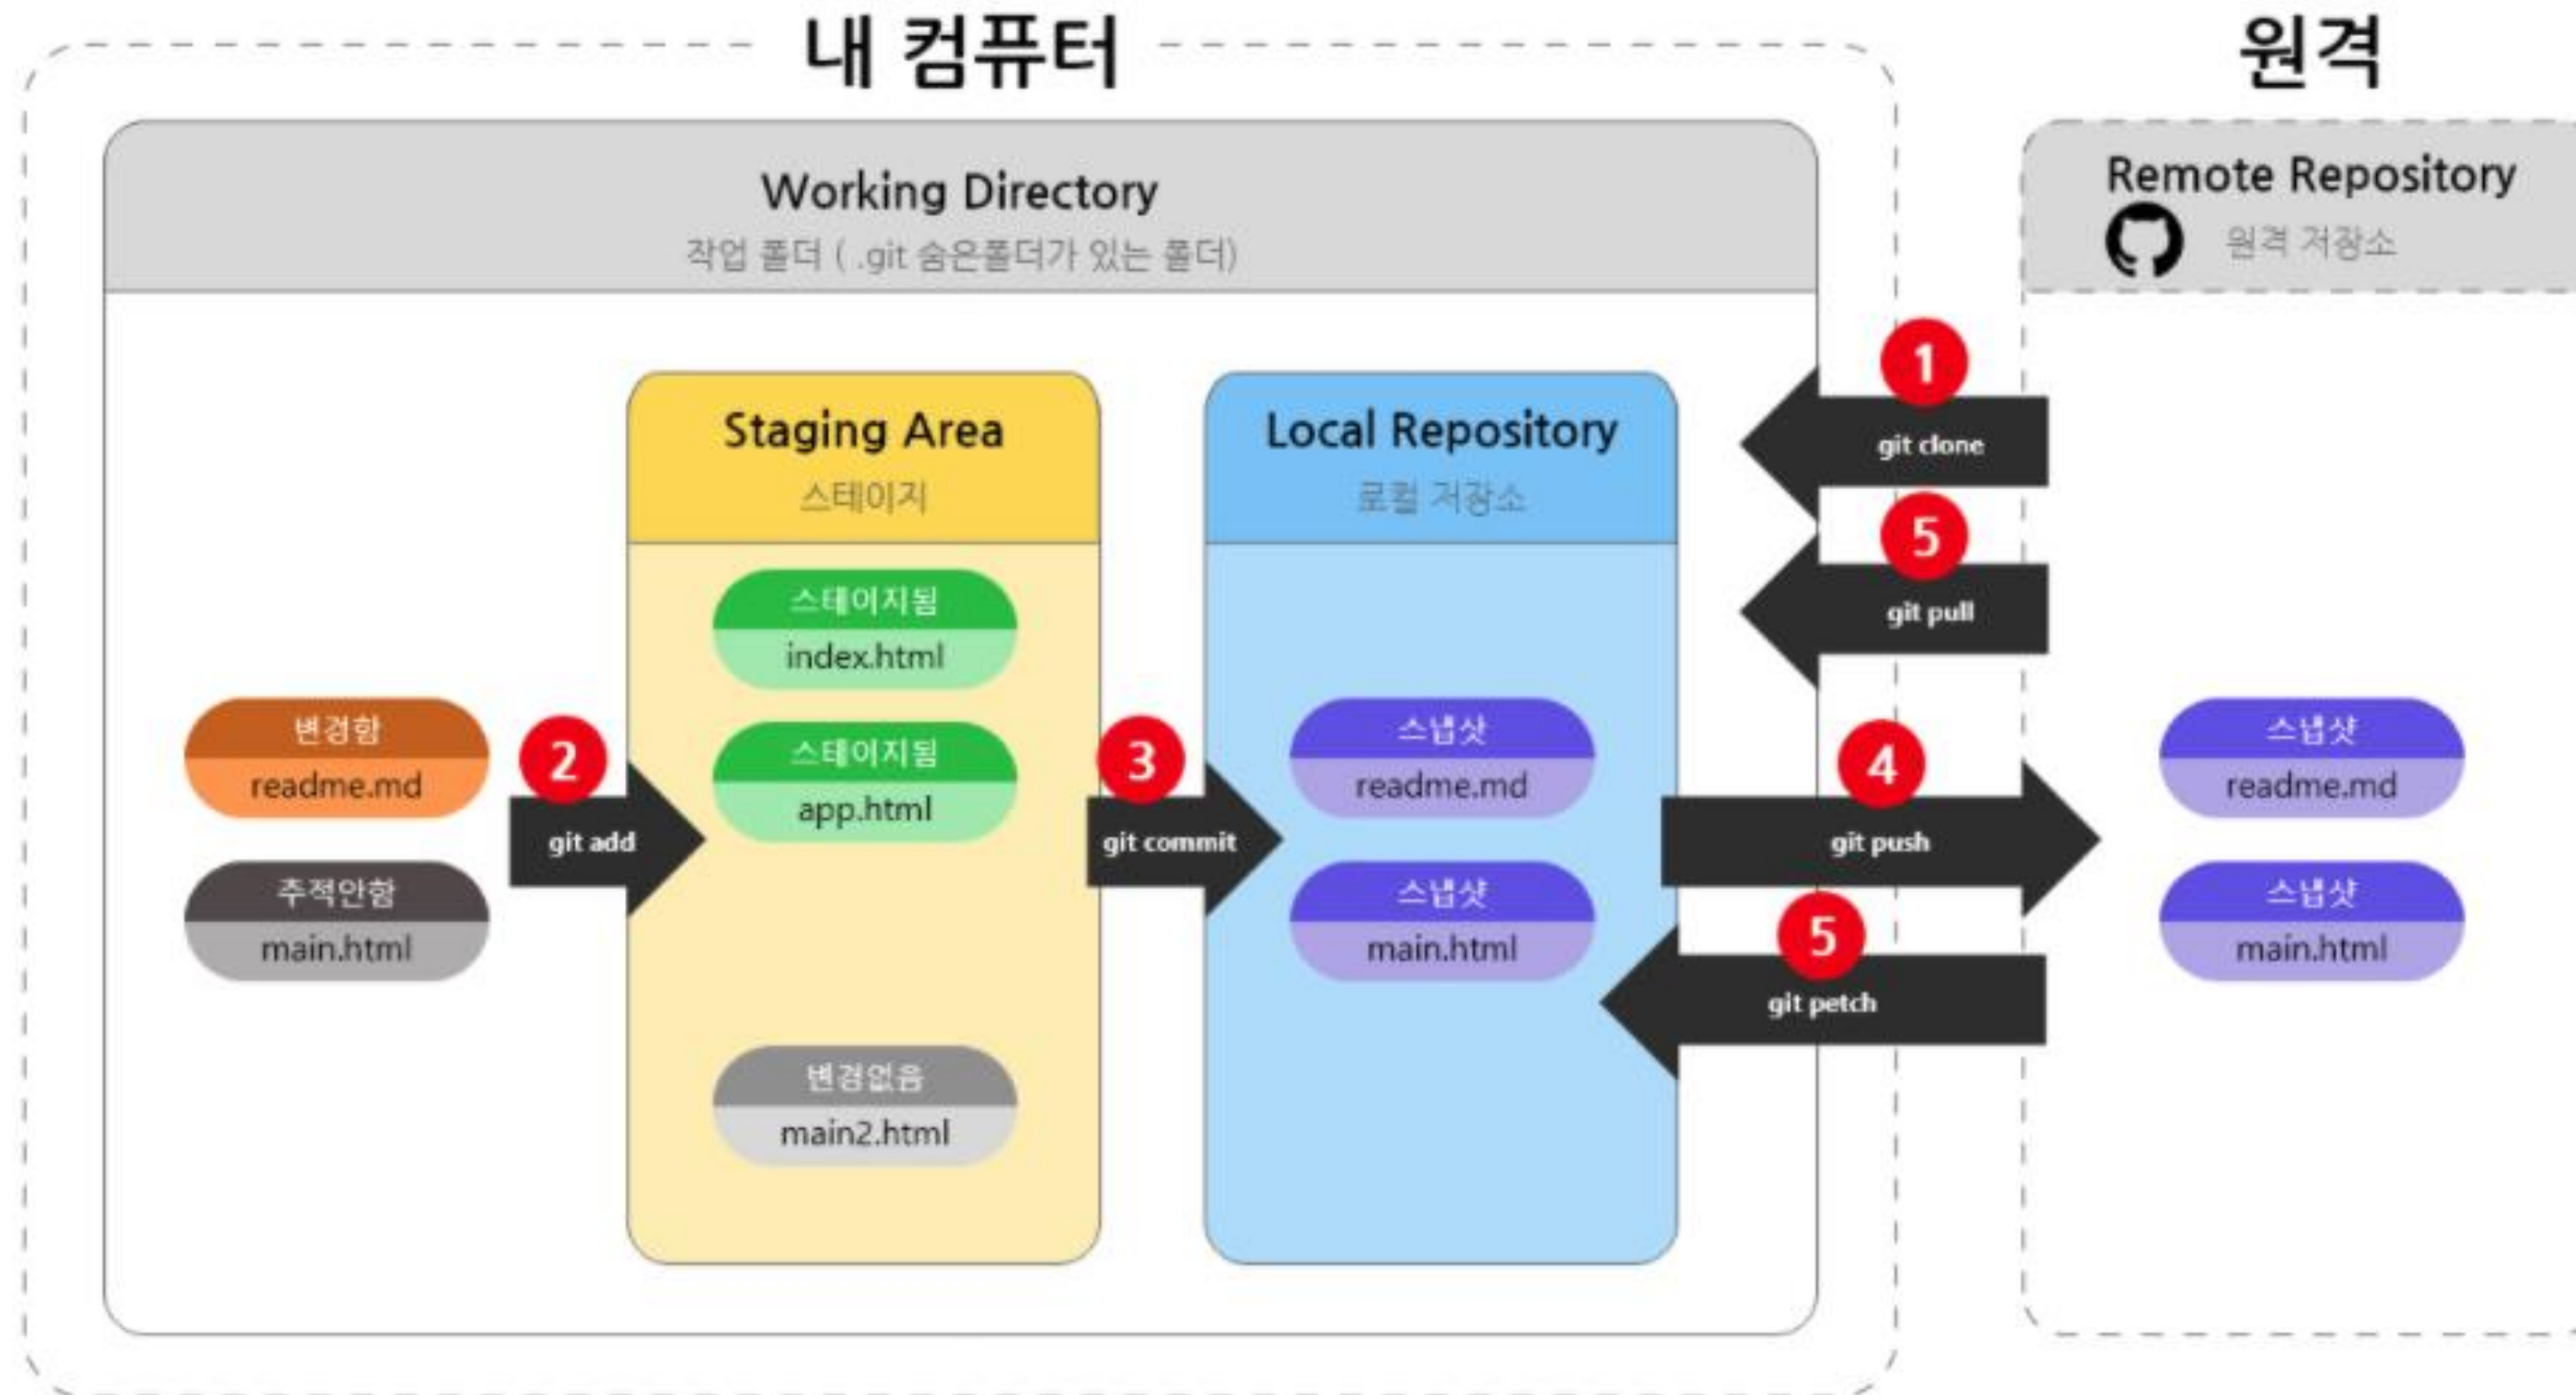 내 컴퓨터
원격
Working Directory
작업 폴더 ( .git 숨은폴더가 있는 폴더)
Remote Repository
원격 저장소
Staging Area
스테이지
Local Repository
로컬 저장소
1
git clone
5
git pull
스테이지됨
index.html
변경함
readme.md
추적안함
main.html
2
git add
스테이지됨
app.html
변경없음
main2.html
3
git commit
스냅샷
readme.md
스냅샷
main.html
4
git push
5
git petch
스냅샷
readme.md
스냅샷
main.html